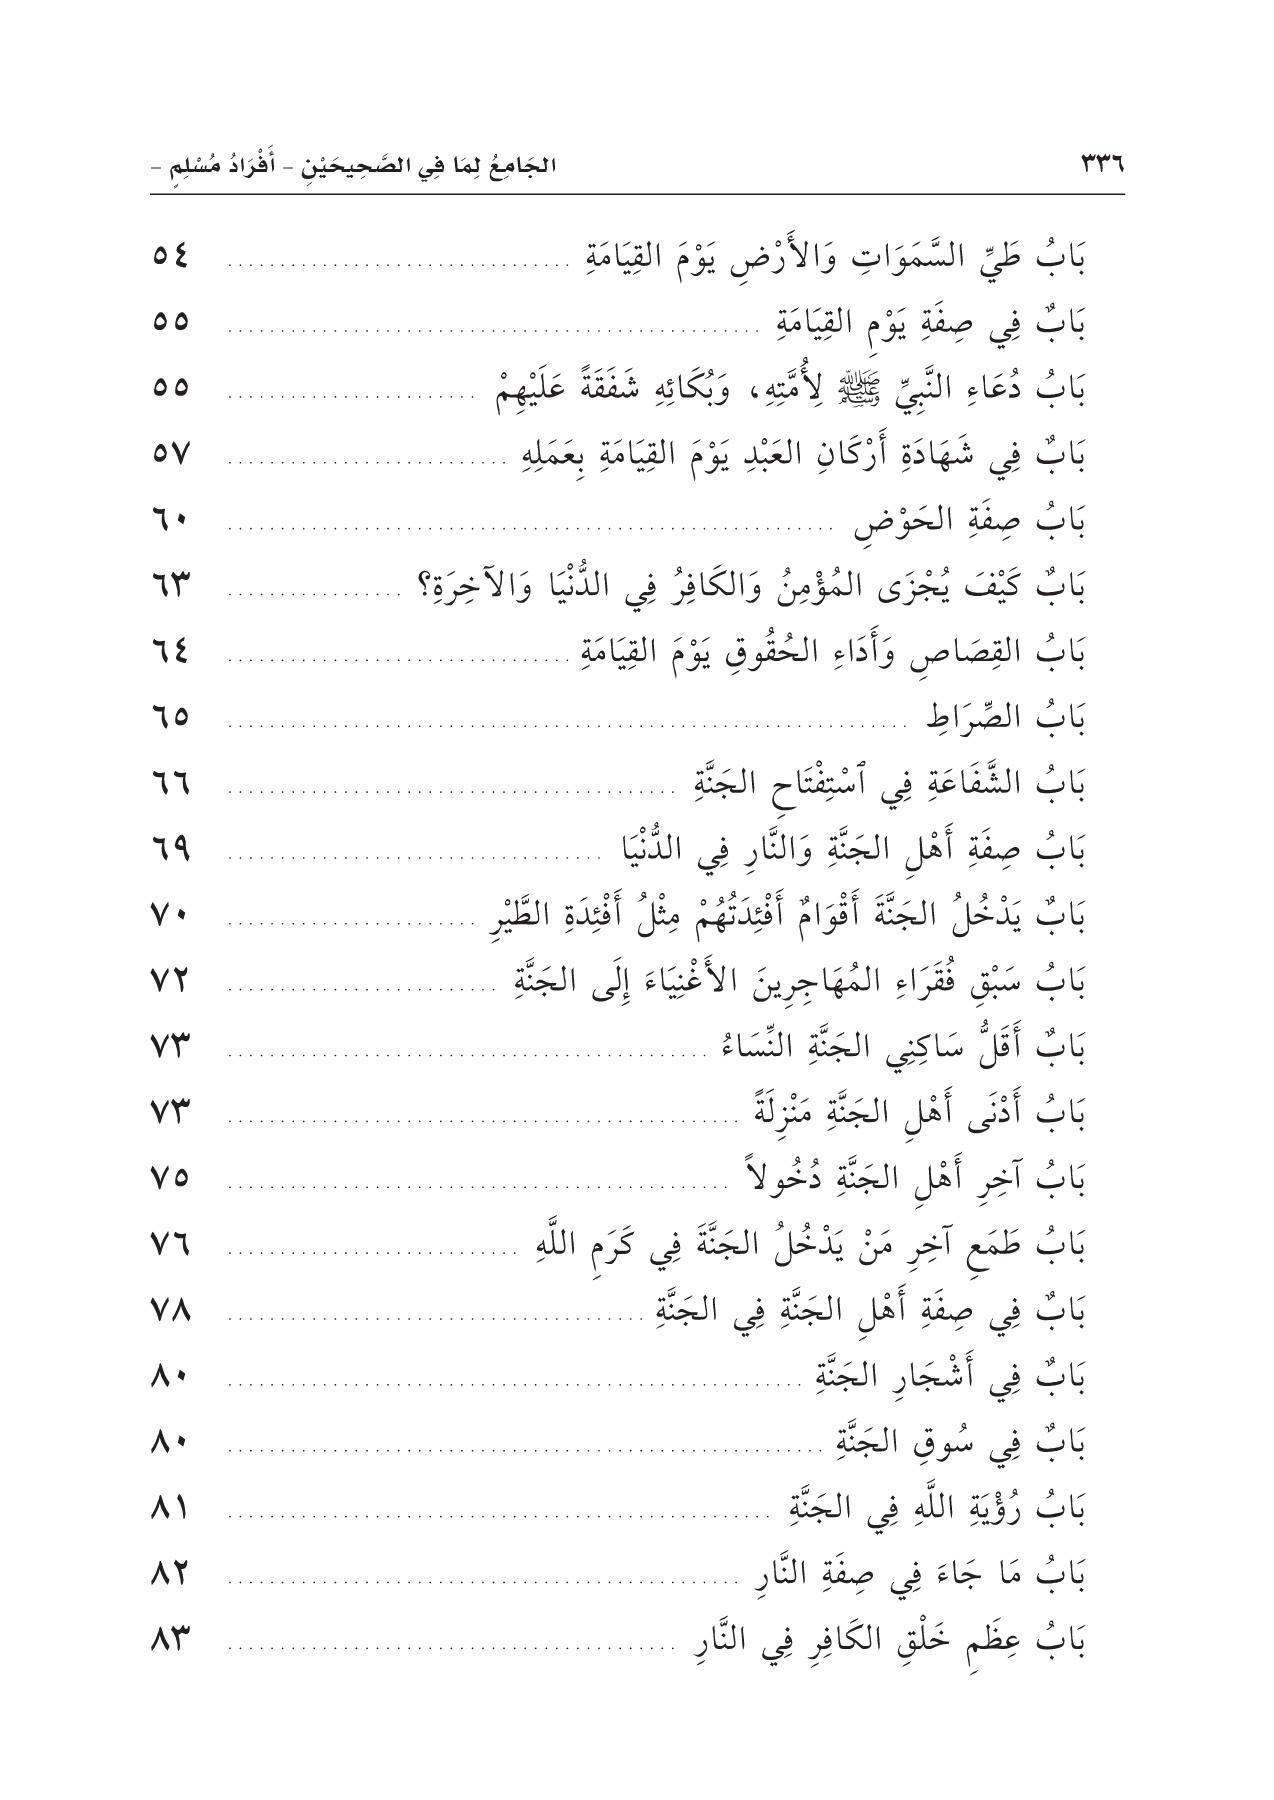 ٣٣٦ الجَامِعُ لِمَا فِي الصَّحِيحَيْنِ – أَفْرَادُ مُسْلِمٍ –
بَابُ طَيِّ السَّمَوَاتِ وَالأَرْضِ يَوْمَ القِيَامَةِ ................................ ٥٤
بَابٌ فِي صِفَةِ يَوْمِ القِيَامَةِ ................................ ٥٥
بَابُ دُعَاءِ النَّبِيِّ ﷺ لِأُمَّتِهِ، وَبُكَائِهِ شَفَقَةً عَلَيْهِمْ ................................ ٥٥
بَابٌ فِي شَهَادَةِ أَرْكَانِ العَبْدِ يَوْمَ القِيَامَةِ بِعَمَلِهِ ................................ ٥٧
بَابُ صِفَةِ الحَوْضِ ................................ ٦٠
بَابٌ كَيْفَ يُجْزَى المُؤْمِنُ وَالكَافِرُ فِي الدُّنْيَا وَالآخِرَةِ؟ ................................ ٦٣
بَابُ القِصَاصِ وَأَدَاءِ الحُقُوقِ يَوْمَ القِيَامَةِ ................................ ٦٤
بَابُ الصِّرَاطِ ................................ ٦٥
بَابُ الشَّفَاعَةِ فِي ٱسْتِفْتَاحِ الجَنَّةِ ................................ ٦٦
بَابُ صِفَةِ أَهْلِ الجَنَّةِ وَالنَّارِ فِي الدُّنْيَا ................................ ٦٩
بَابٌ يَدْخُلُ الجَنَّةَ أَقْوَامٌ أَفْئِدَتُهُمْ مِثْلُ أَفْئِدَةِ الطَّيْرِ ................................ ٧٠
بَابُ سَبْقِ فُقَرَاءِ المُهَاجِرِينَ الأَغْنِيَاءَ إِلَى الجَنَّةِ ................................ ٧٢
بَابٌ أَقَلُّ سَاكِنِي الجَنَّةِ النِّسَاءُ ................................ ٧٣
بَابُ أَدْنَى أَهْلِ الجَنَّةِ مَنْزِلَةً ................................ ٧٣
بَابُ آخِرِ أَهْلِ الجَنَّةِ دُخُولاً ................................ ٧٥
بَابُ طَمَعِ آخِرِ مَنْ يَدْخُلُ الجَنَّةَ فِي كَرَمِ اللَّهِ ................................ ٧٦
بَابٌ فِي صِفَةِ أَهْلِ الجَنَّةِ فِي الجَنَّةِ ................................ ٧٨
بَابٌ فِي أَشْجَارِ الجَنَّةِ ................................ ٨٠
بَابٌ فِي سُوقِ الجَنَّةِ ................................ ٨٠
بَابُ رُؤْيَةِ اللَّهِ فِي الجَنَّةِ ................................ ٨١
بَابُ مَا جَاءَ فِي صِفَةِ النَّارِ ................................ ٨٢
بَابُ عِظَمِ خَلْقِ الكَافِرِ فِي النَّارِ ................................ ٨٣